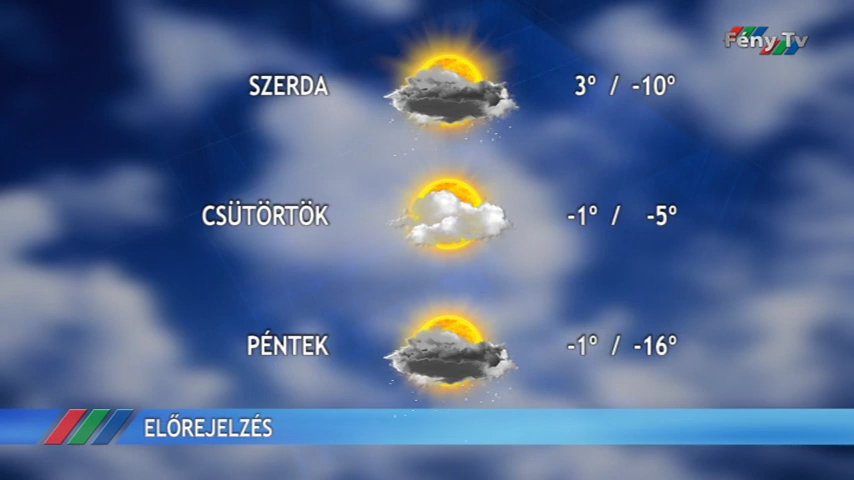 Fény Tv
SZERDA 3° / -10°
CSÜTÖRTÖK -1° / -5°
PÉNTEK -1° / -16°
ELŐREJELZÉS